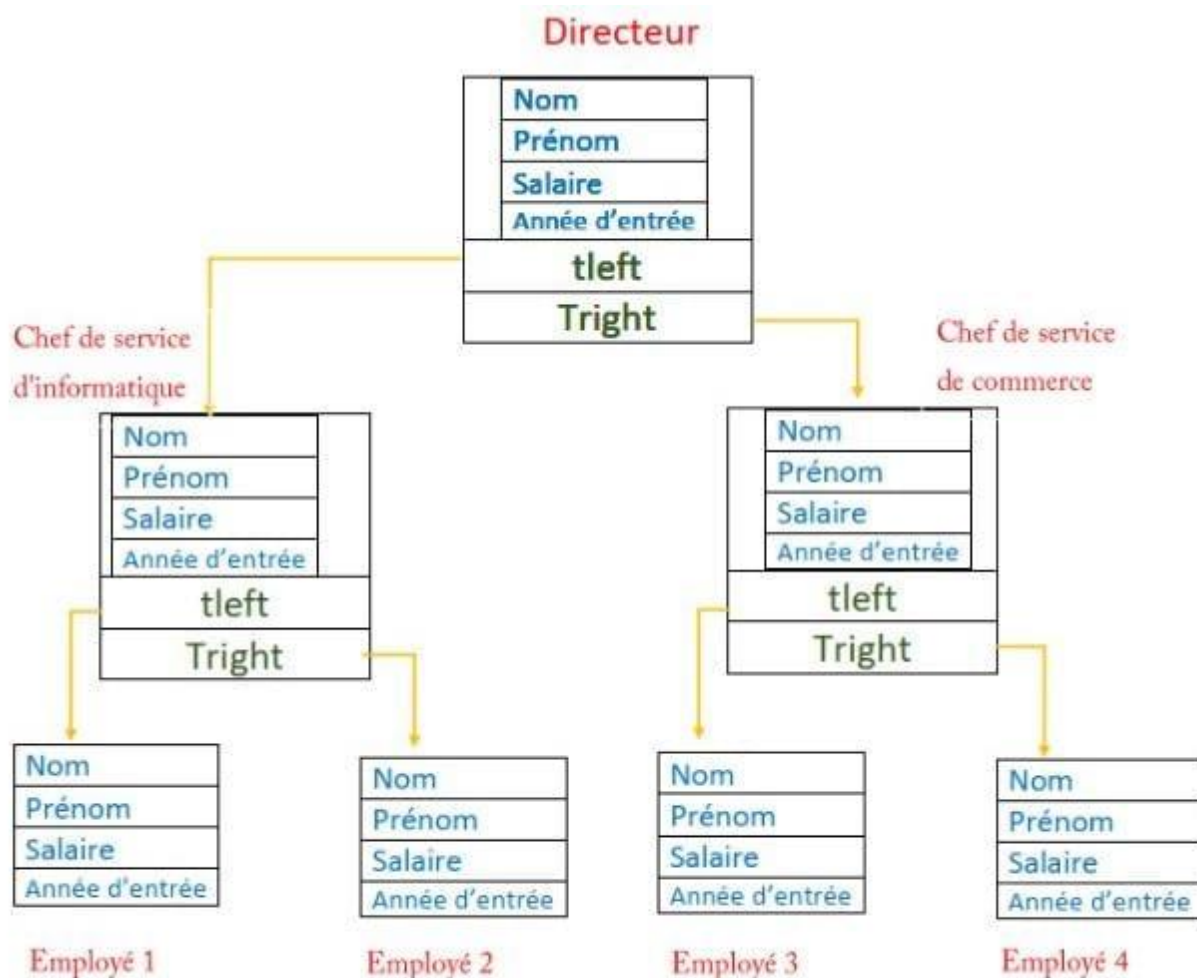 Directeur
Nom
Prénom
Salaire
Année d'entrée
tleft
Tright
Chef de service
d'informatique
Nom
Prénom
Salaire
Année d'entrée
tleft
Tright
Chef de service
de commerce
Nom
Prénom
Salaire
Année d'entrée
tleft
Tright
Nom
Prénom
Salaire
Année d'entrée
Employé 1
Nom
Prénom
Salaire
Année d'entrée
Employé 2
Nom
Prénom
Salaire
Année d'entrée
Employé 3
Nom
Prénom
Salaire
Année d'entrée
Employé 4